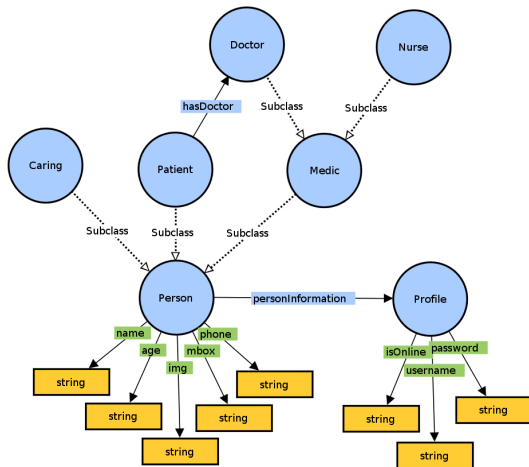 Doctor
Nurse
hasDoctor
Subclass
Subclass
Caring
Patient
Medic
Subclass
Subclass
Subclass
Person
personInformation
Profile
name
phone
age
mbox
img
isOnline
password
username
string
string
string
string
string
string
string
string